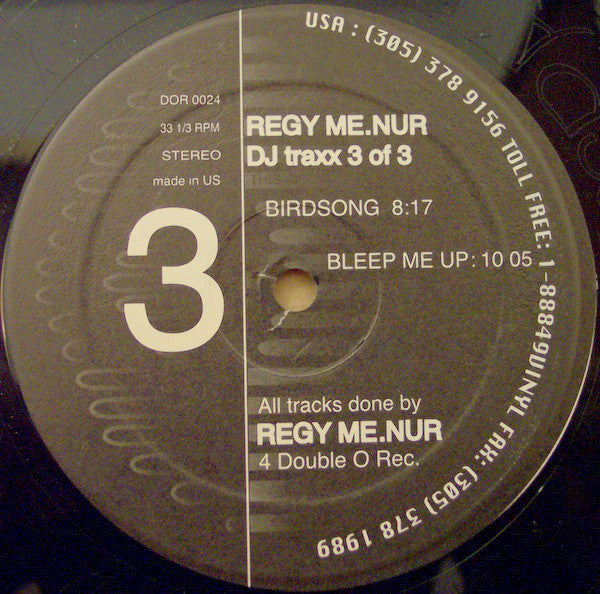 USA : (305) 378 9156 TOLL FREE: 1-88849VINYL FAX: (305) 378 1989
DOR 0024
33 1/3 RPM
STEREO
made in US
3
REGY ME.NUR
DJ traxx 3 of 3
BIRDSONG 8:17
BLEEP ME UP: 10 05
All tracks done by
REGY ME.NUR
4 Double O Rec.